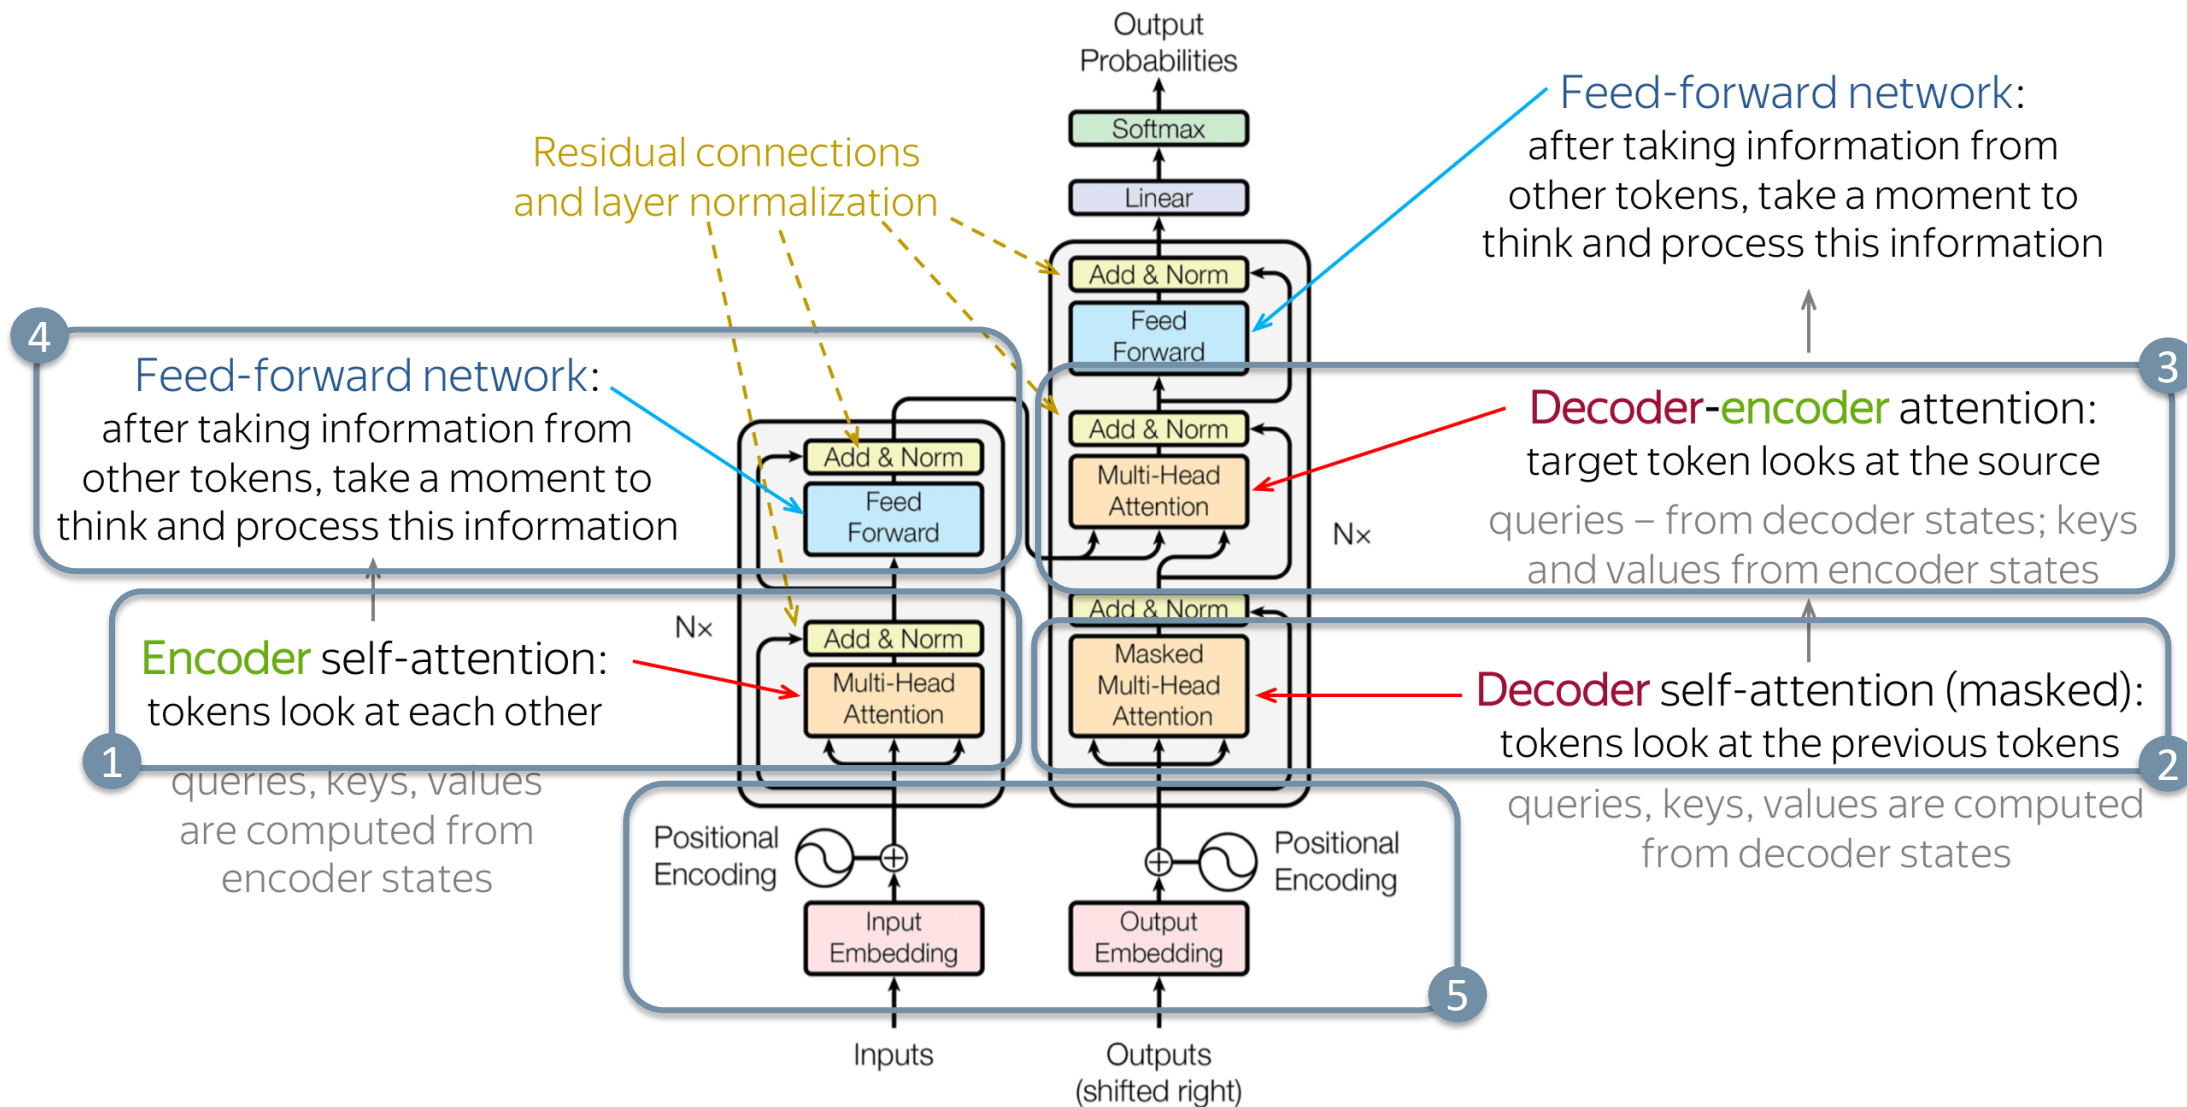 Output
Probabilities
Softmax
Linear
Add & Norm
Feed
Forward
Add & Norm
Multi-Head
Attention
Add & Norm
Masked
Multi-Head
Attention
N×
Positional
Encoding
Output
Embedding
Outputs
(shifted right)
Residual connections
and layer normalization
Add & Norm
Feed
Forward
Add & Norm
Multi-Head
Attention
N×
Positional
Encoding
Input
Embedding
Inputs
4
Feed-forward network:
after taking information from
other tokens, take a moment to
think and process this information
1
Encoder self-attention:
tokens look at each other
queries, keys, values
are computed from
encoder states
Feed-forward network:
after taking information from
other tokens, take a moment to
think and process this information
3
Decoder-encoder attention:
target token looks at the source
queries – from decoder states; keys
and values from encoder states
2
Decoder self-attention (masked):
tokens look at the previous tokens
queries, keys, values are computed
from decoder states
5